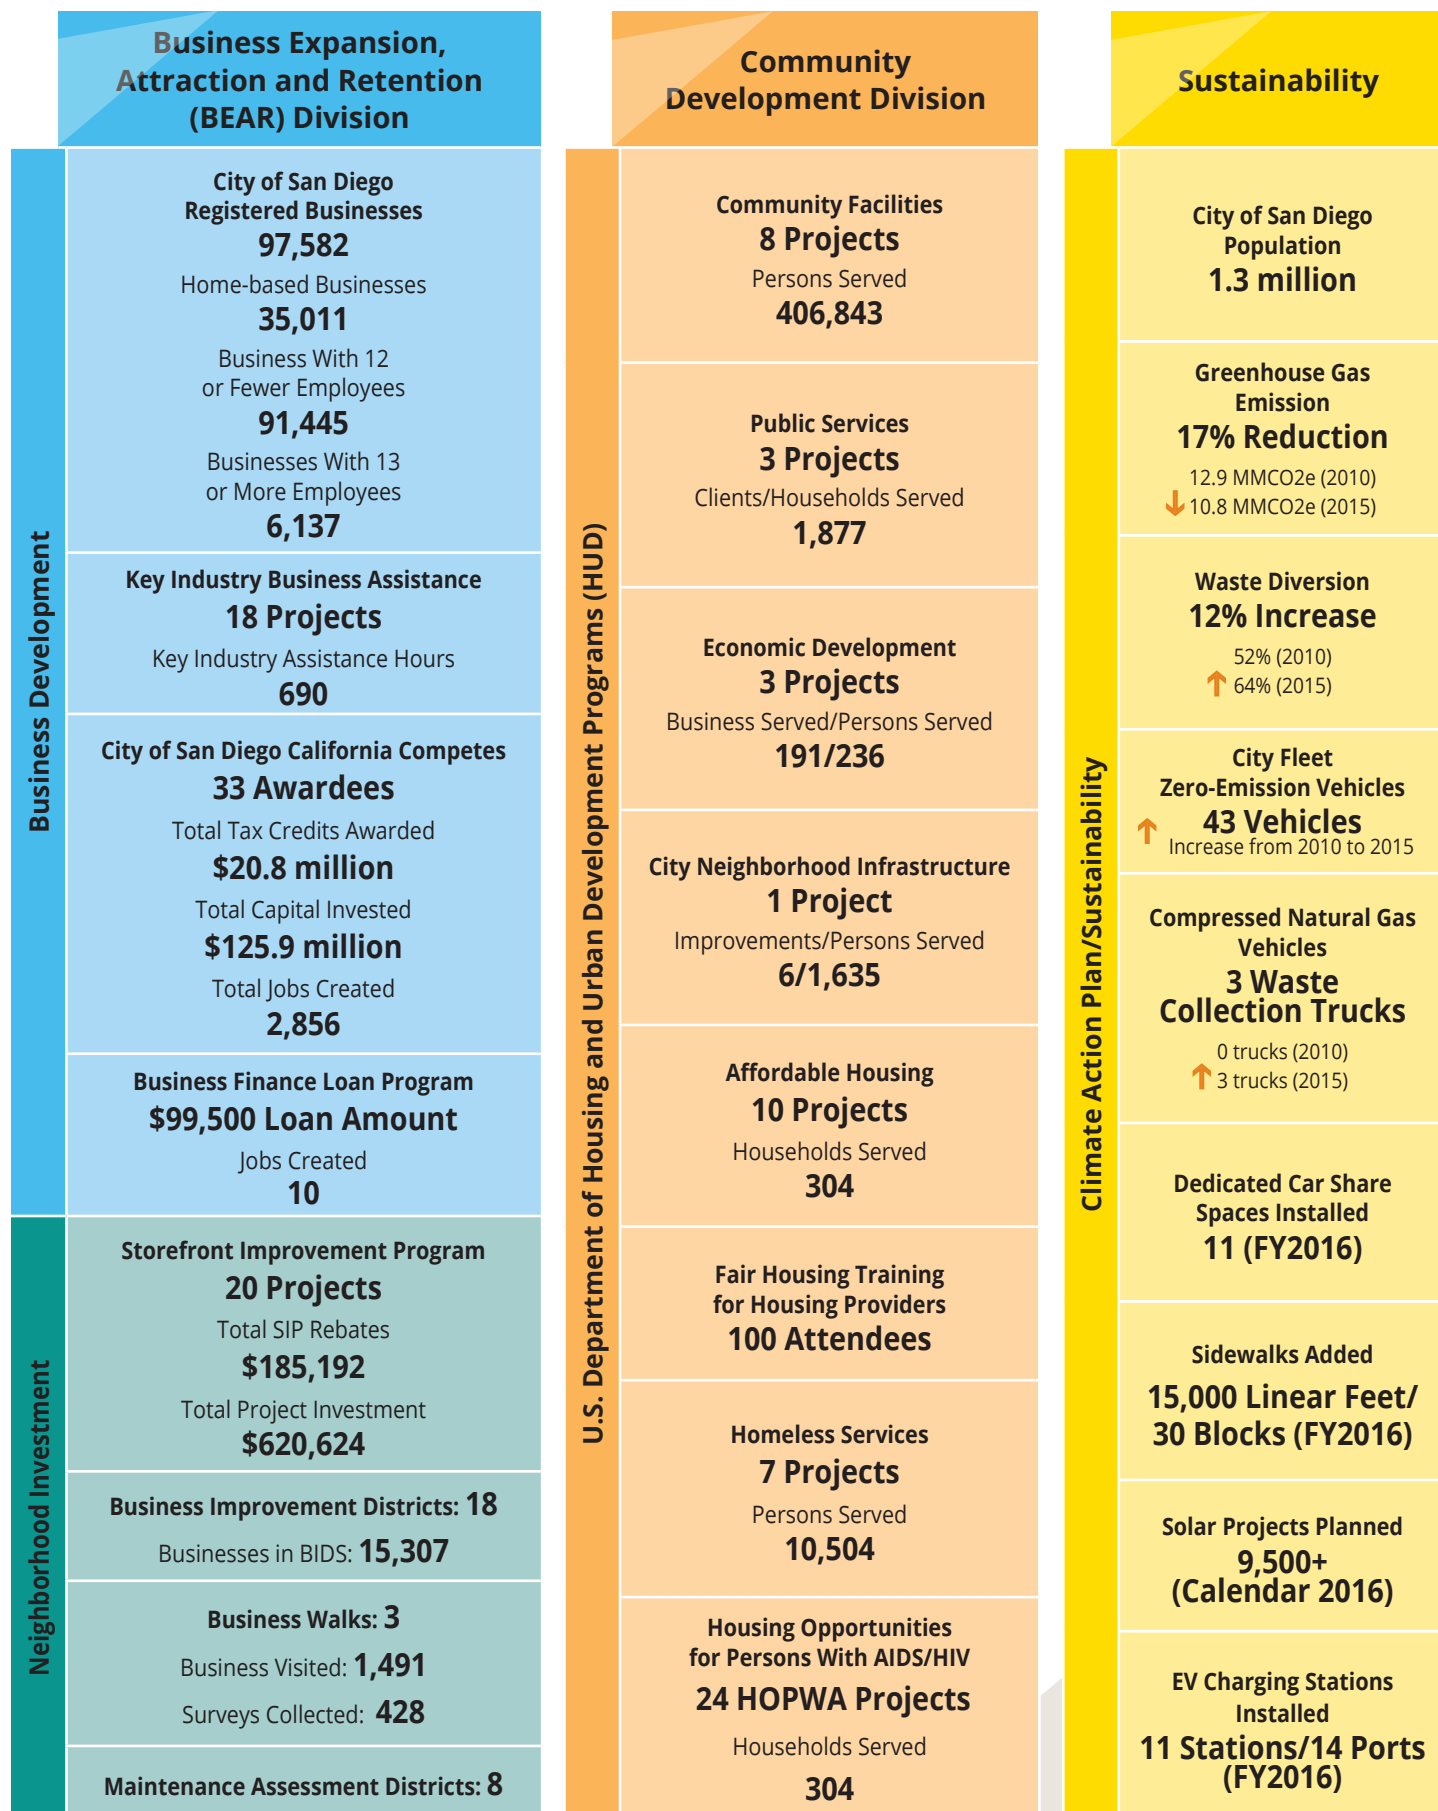 Business Expansion,
Attraction and Retention
(BEAR) Division
Business Development
City of San Diego
Registered Businesses
97,582
Home-based Businesses
35,011
Business With 12
or Fewer Employees
91,445
Businesses With 13
or More Employees
6,137
Key Industry Business Assistance
18 Projects
Key Industry Assistance Hours
690
City of San Diego California Competes
33 Awardees
Total Tax Credits Awarded
$20.8 million
Total Capital Invested
$125.9 million
Total Jobs Created
2,856
Business Finance Loan Program
$99,500 Loan Amount
Jobs Created
10
Neighborhood Investment
Storefront Improvement Program
20 Projects
Total SIP Rebates
$185,192
Total Project Investment
$620,624
Business Improvement Districts: 18
Businesses in BIDS: 15,307
Business Walks: 3
Business Visited: 1,491
Surveys Collected: 428
Maintenance Assessment Districts: 8
Community
Development Division
U.S. Department of Housing and Urban Development Programs (HUD)
Community Facilities
8 Projects
Persons Served
406,843
Public Services
3 Projects
Clients/Households Served
1,877
Economic Development
3 Projects
Business Served/Persons Served
191/236
City Neighborhood Infrastructure
1 Project
Improvements/Persons Served
6/1,635
Affordable Housing
10 Projects
Households Served
304
Fair Housing Training
for Housing Providers
100 Attendees
Homeless Services
7 Projects
Persons Served
10,504
Housing Opportunities
for Persons With AIDS/HIV
24 HOPWA Projects
Households Served
304
Sustainability
Climate Action Plan/Sustainability
City of San Diego
Population
1.3 million
Greenhouse Gas
Emission
17% Reduction
12.9 MMCO2e (2010)
10.8 MMCO2e (2015)
Waste Diversion
12% Increase
52% (2010)
64% (2015)
City Fleet
Zero-Emission Vehicles
43 Vehicles
Increase from 2010 to 2015
Compressed Natural Gas
Vehicles
3 Waste
Collection Trucks
0 trucks (2010)
3 trucks (2015)
Dedicated Car Share
Spaces Installed
11 (FY2016)
Sidewalks Added
15,000 Linear Feet/
30 Blocks (FY2016)
Solar Projects Planned
9,500+
(Calendar 2016)
EV Charging Stations
Installed
11 Stations/14 Ports
(FY2016)